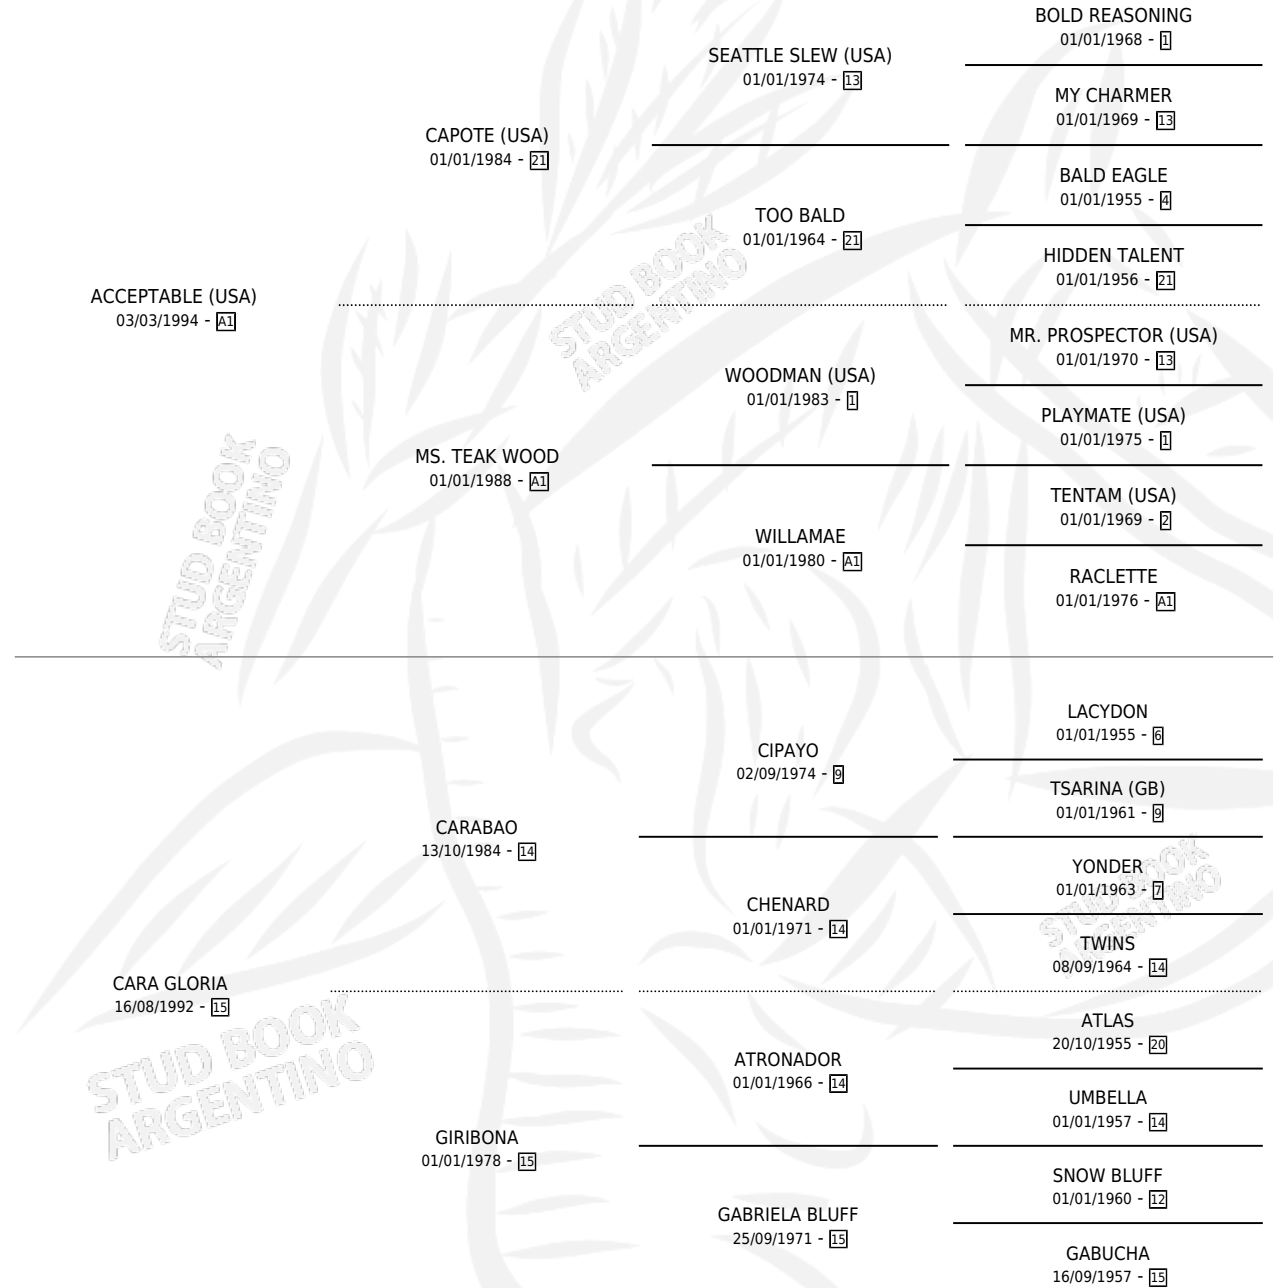 BOLD REASONING
01/01/1968 - 1
SEATTLE SLEW (USA)
01/01/1974 - 13
MY CHARMER
01/01/1969 - 13
CAPOTE (USA)
01/01/1984 - 21
BALD EAGLE
01/01/1955 - 4
TOO BALD
01/01/1964 - 21
HIDDEN TALENT
01/01/1956 - 21
ACCEPTABLE (USA)
03/03/1994 - A1
STUD BOOK
ARGENTINO
MR. PROSPECTOR (USA)
01/01/1970 - 13
WOODMAN (USA)
01/01/1983 - 1
PLAYMATE (USA)
01/01/1975 - 1
MS. TEAK WOOD
01/01/1988 - A1
TENTAM (USA)
01/01/1969 - 2
WILLAMAE
01/01/1980 - A1
RACLETTE
01/01/1976 - A1
STUD BOOK
ARGENTINO
LACYDON
01/01/1955 - 6
CIPAYO
02/09/1974 - 9
TSARINA (GB)
01/01/1961 - 9
CARABAO
13/10/1984 - 14
YONDER
01/01/1963 - 7
CHENARD
01/01/1971 - 14
TWINS
08/09/1964 - 14
STUD BOOK
ARGENTINO
CARA GLORIA
16/08/1992 - 15
ATLAS
20/10/1955 - 20
ATRONADOR
01/01/1966 - 14
UMBELLA
01/01/1957 - 14
STUD BOOK
ARGENTINO
GIRIBONA
01/01/1978 - 15
SNOW BLUFF
01/01/1960 - 12
GABRIELA BLUFF
25/09/1971 - 15
GABUCHA
16/09/1957 - 15